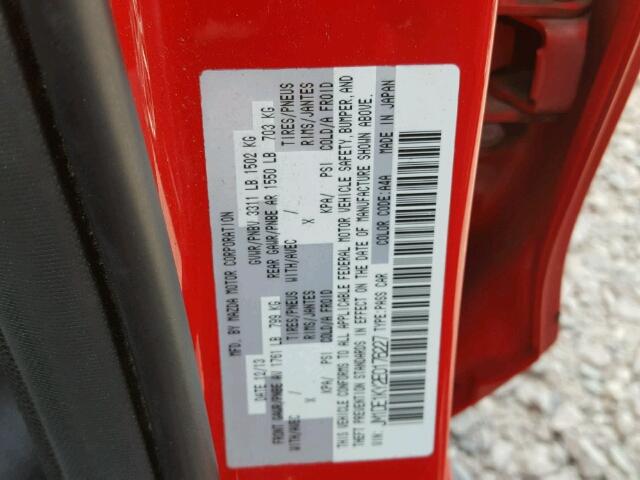 MFD. BY MAZDA MOTOR CORPORATION
DATE 12/13 GVWR/PNBV 3311 LB 1502 KG
FRONT GAWR/PNBE AV 1761 LB 799 KG REAR GAWR/PNBE AR 1550 LB 703 KG
WITH/AVEC / TIRES/PNEUS WITH/AVEC / TIRES/PNEUS
X RIMS/JANTES X RIMS/JANTES
KPA/ PSI COLD/A FROID KPA/ PSI COLD/A FROID
THIS VEHICLE CONFORMS TO ALL APPLICABLE FEDERAL MOTOR VEHICLE SAFETY, BUMPER, AND
THEFT PREVENTION STANDARDS IN EFFECT ON THE DATE OF MANUFACTURE SHOWN ABOVE.
COLOR CODE:A4A MADE IN JAPAN
VIN: TYPE:PASS CAR